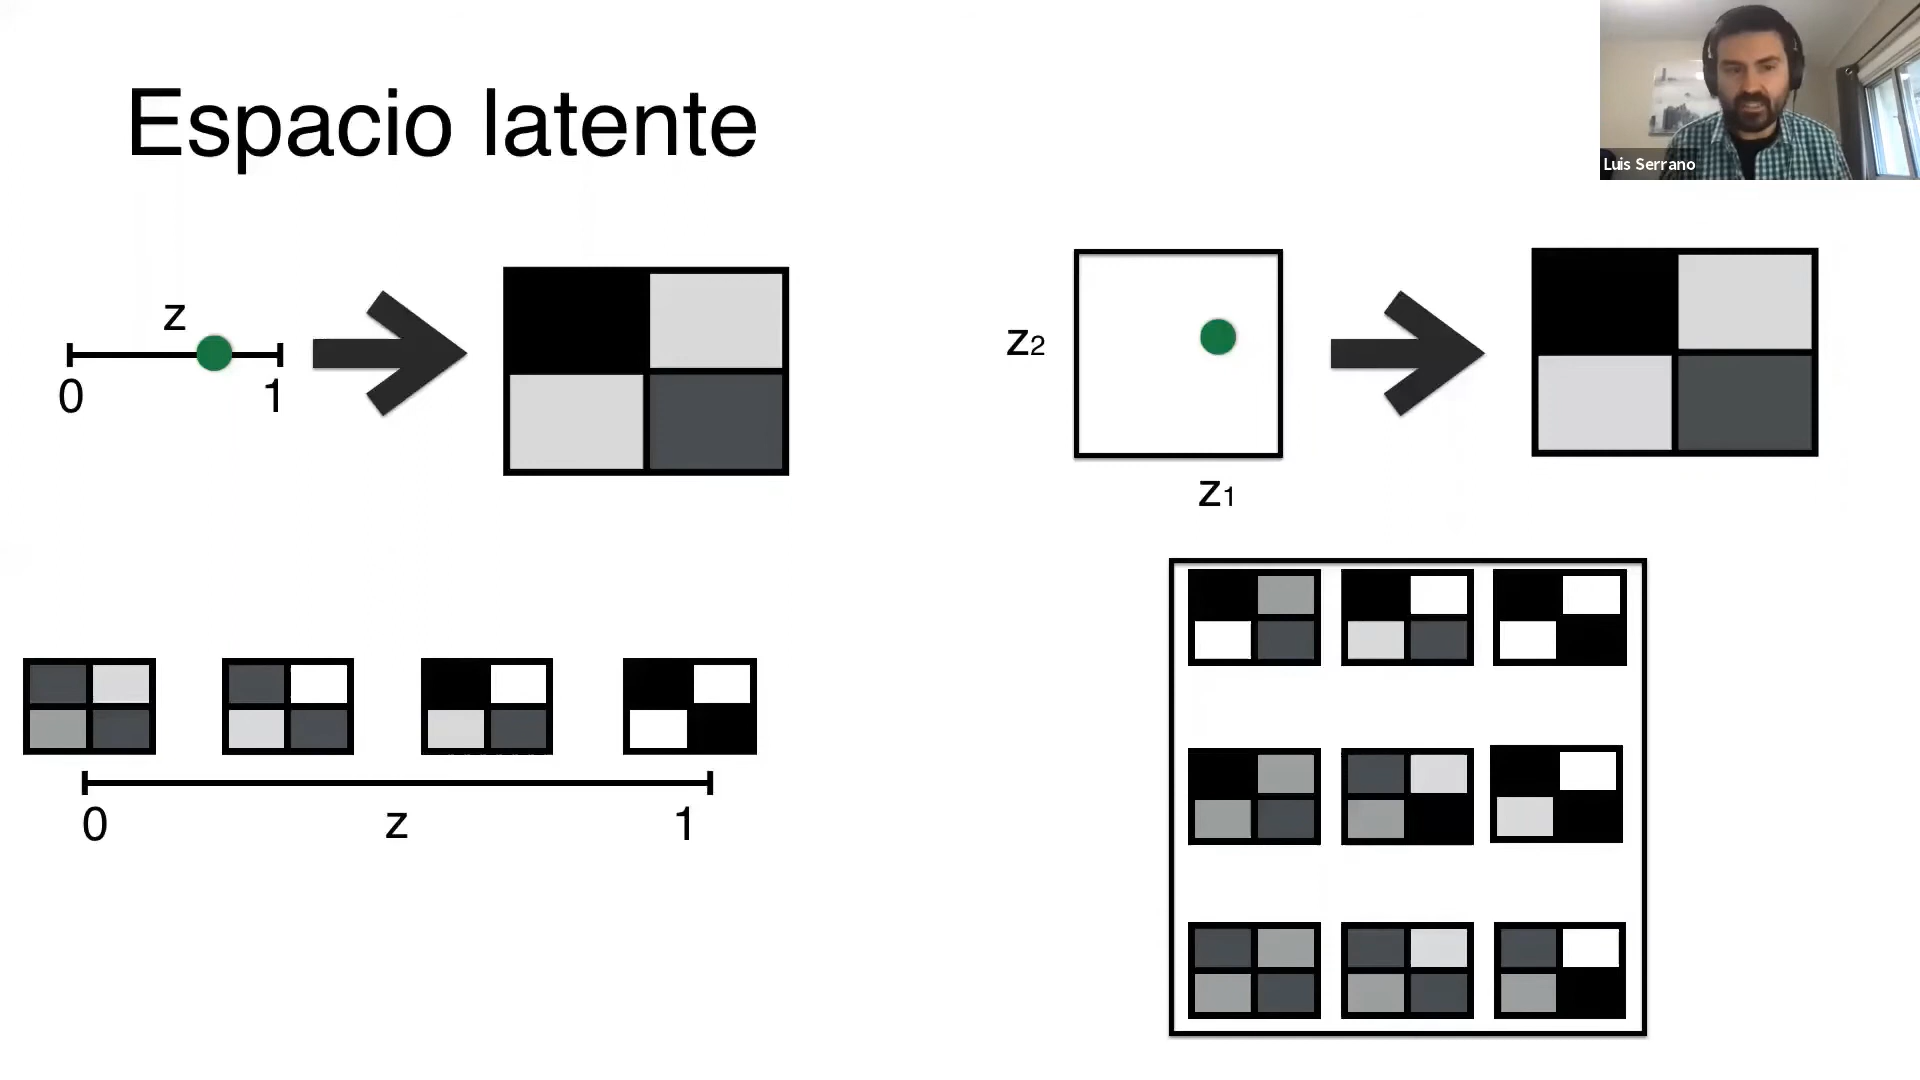 Espacio latente
Luis Serrano
z
0 1
z2
z1
0 z 1